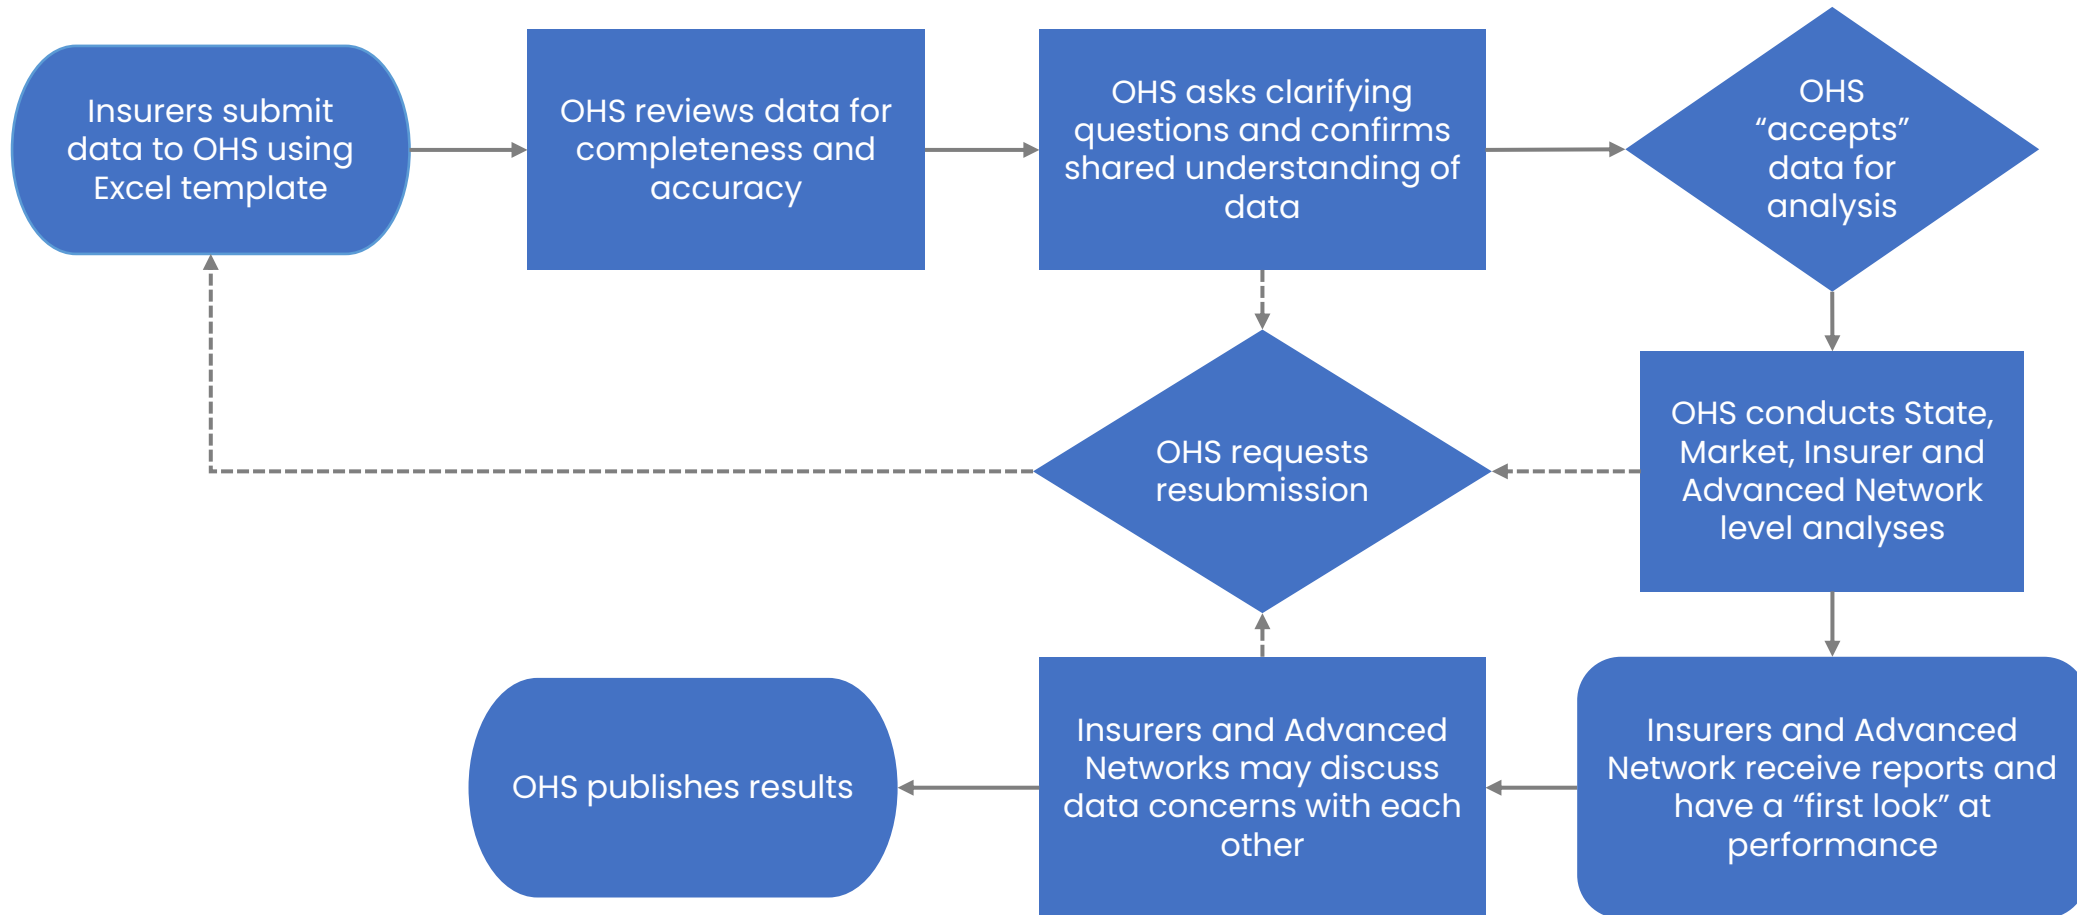 Insurers submit
data to OHS using
Excel template
OHS reviews data for
completeness and
accuracy
OHS asks clarifying
questions and confirms
shared understanding of
data
OHS
“accepts”
data for
analysis
OHS requests
resubmission
OHS conducts State,
Market, Insurer and
Advanced Network
level analyses
OHS publishes results
Insurers and Advanced
Networks may discuss
data concerns with each
other
Insurers and Advanced
Network receive reports and
have a “first look” at
performance